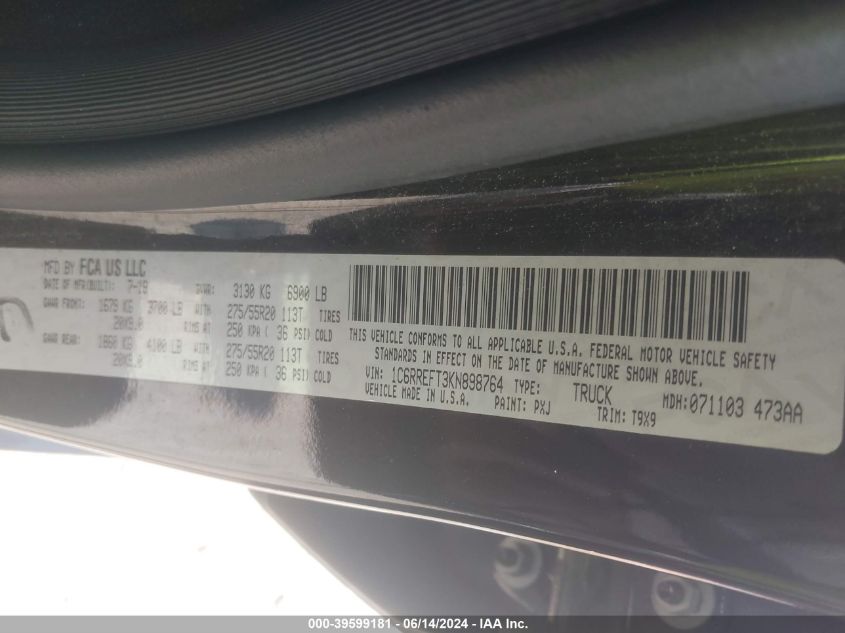 MFD BY FCA US LLC
DATE OF MFR(BUILT): 7-19 GVWR: 3130 KG 6900 LB
GAWR FRONT: 1679 KG 3700 LB WITH 275/55R20 113T TIRES
20X9.0 RIMS AT 250 KPA ( 36 PSI) COLD
GAWR REAR: 1860 KG 4100 LB WITH 275/55R20 113T TIRES
20X9.0 RIMS AT 250 KPA ( 36 PSI) COLD
THIS VEHICLE CONFORMS TO ALL APPLICABLE U.S.A. FEDERAL MOTOR VEHICLE SAFETY
STANDARDS IN EFFECT ON THE DATE OF MANUFACTURE SHOWN ABOVE.
VIN: 1C6RREFT3KN898764 TYPE: TRUCK MDH:071103 473AA
VEHICLE MADE IN U.S.A. PAINT: PXJ TRIM: T9X9
000-39599181 - 06/14/2024 - IAA Inc.